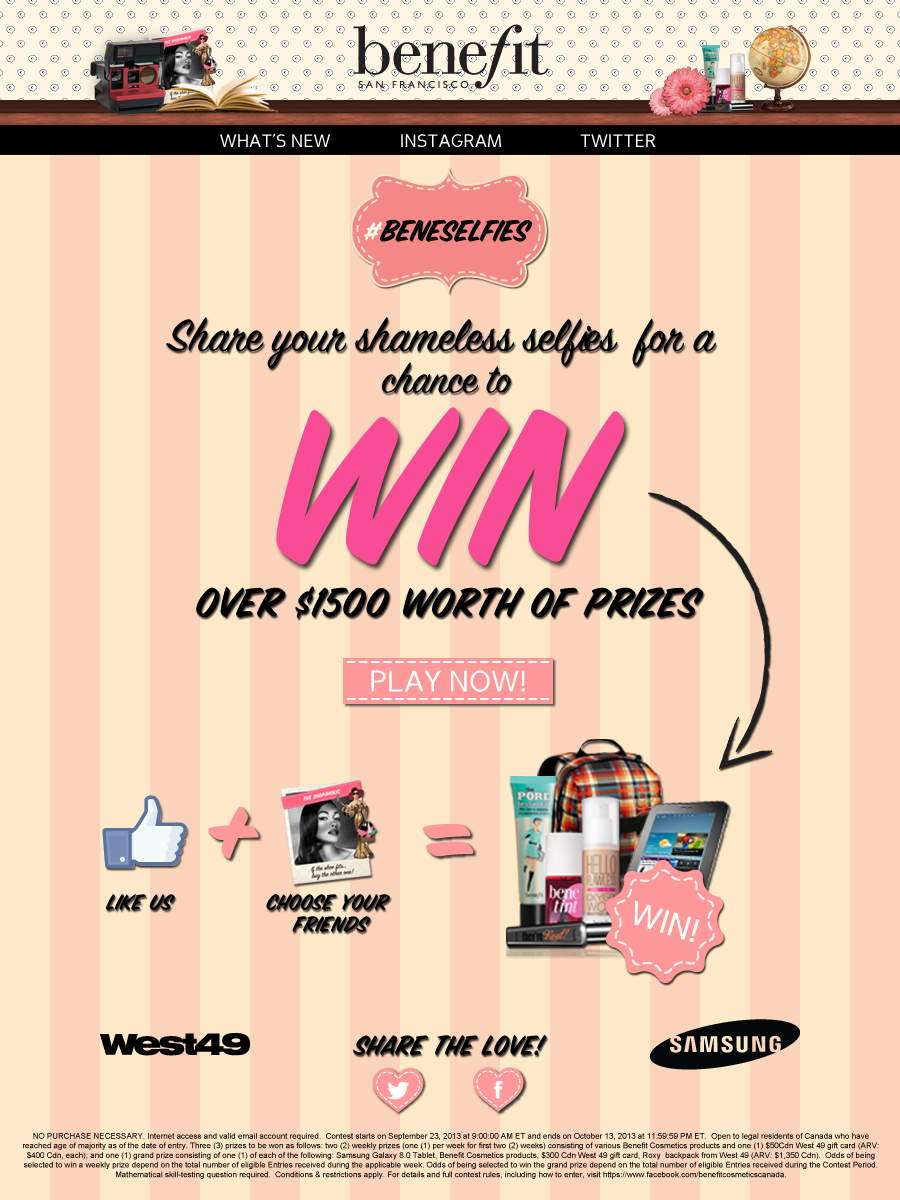 benefit
SAN FRANCISCO
WHAT'S NEW INSTAGRAM TWITTER
#BENESELFIES
Share your shameless selfies for a
chance to
WIN
OVER $1500 WORTH OF PRIZES
PLAY NOW!
the
PORE
benefit
bene
tint
HELLO
FLAWLESS
they're Real!
WIN!
THE SHOPAHOLIC
if the shoe fits...
buy the other one!
LIKE US
CHOOSE YOUR
FRIENDS
West49
SHARE THE LOVE!
SAMSUNG
NO PURCHASE NECESSARY. Internet access and valid email account required. Contest starts on September 23, 2013 at 9:00:00 AM ET and ends on October 13, 2013 at 11:59:59 PM ET. Open to legal residents of Canada who have
reached age of majority as of the date of entry. Three (3) prizes to be won as follows: two (2) weekly prizes (one (1) per week for first two (2) weeks) consisting of various Benefit Cosmetics products and one (1) $50Cdn West 49 gift card (ARV:
$400 Cdn, each); and one (1) grand prize consisting of one (1) of each of the following: Samsung Galaxy 8.0 Tablet, Benefit Cosmetics products, $300 Cdn West 49 gift card, Roxy backpack from West 49 (ARV: $1,350 Cdn). Odds of being
selected to win a weekly prize depend on the total number of eligible Entries received during the applicable week. Odds of being selected to win the grand prize depend on the total number of eligible Entries received during the Contest Period.
Mathematical skill-testing question required. Conditions & restrictions apply. For details and full contest rules, including how to enter, visit https://www.facebook.com/benefitcosmeticscanada.